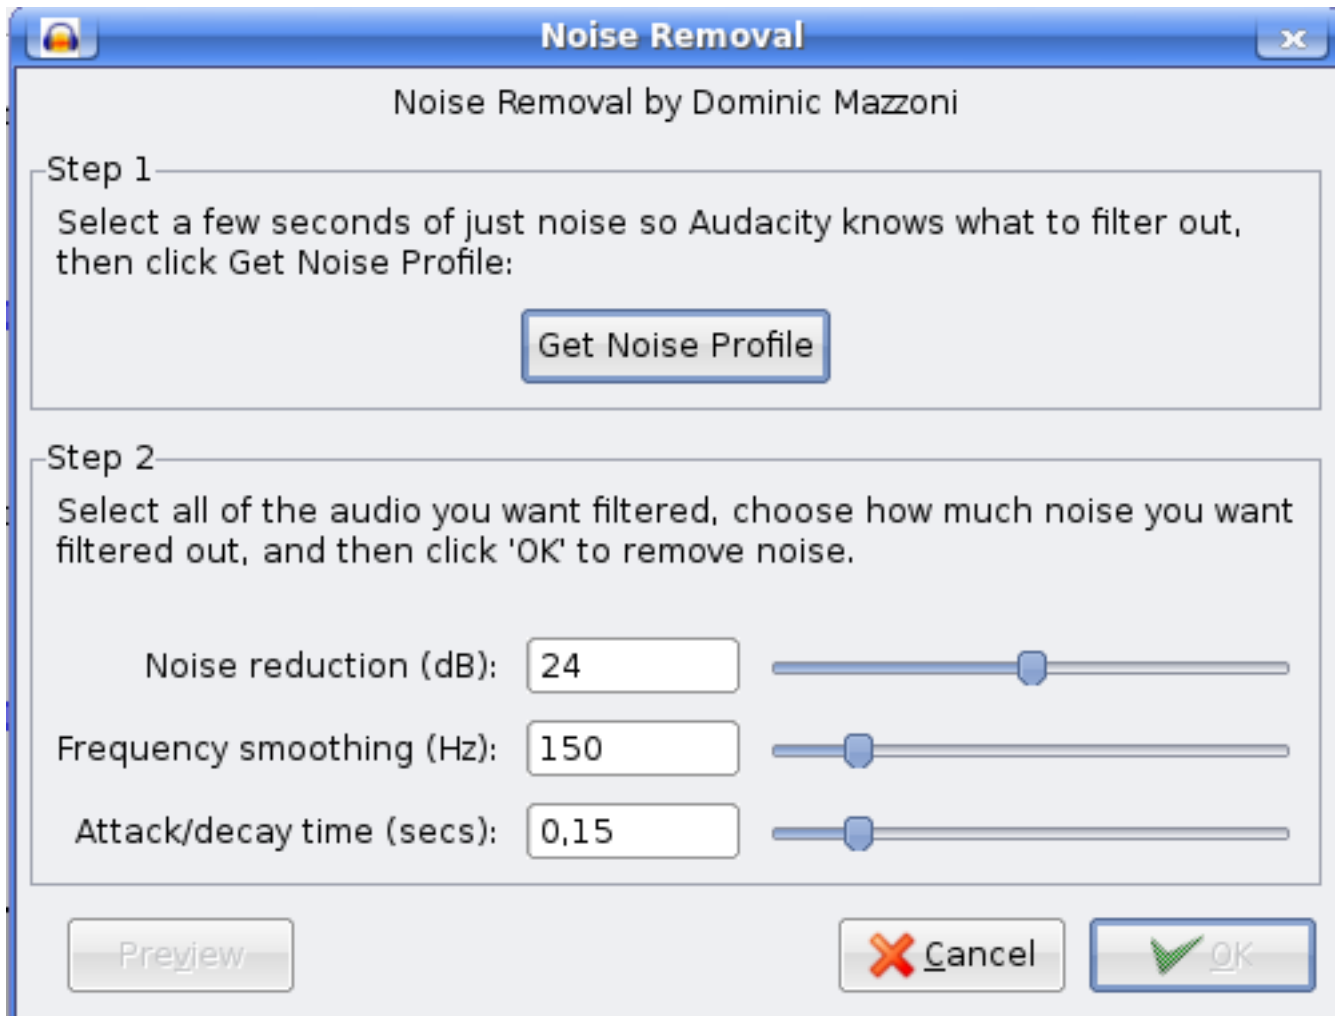 Noise Removal
Noise Removal by Dominic Mazzoni
Step 1
Select a few seconds of just noise so Audacity knows what to filter out,
then click Get Noise Profile:
Get Noise Profile
Step 2
Select all of the audio you want filtered, choose how much noise you want
filtered out, and then click 'OK' to remove noise.
Noise reduction (dB): 24
Frequency smoothing (Hz): 150
Attack/decay time (secs): 0,15
Preview Cancel OK